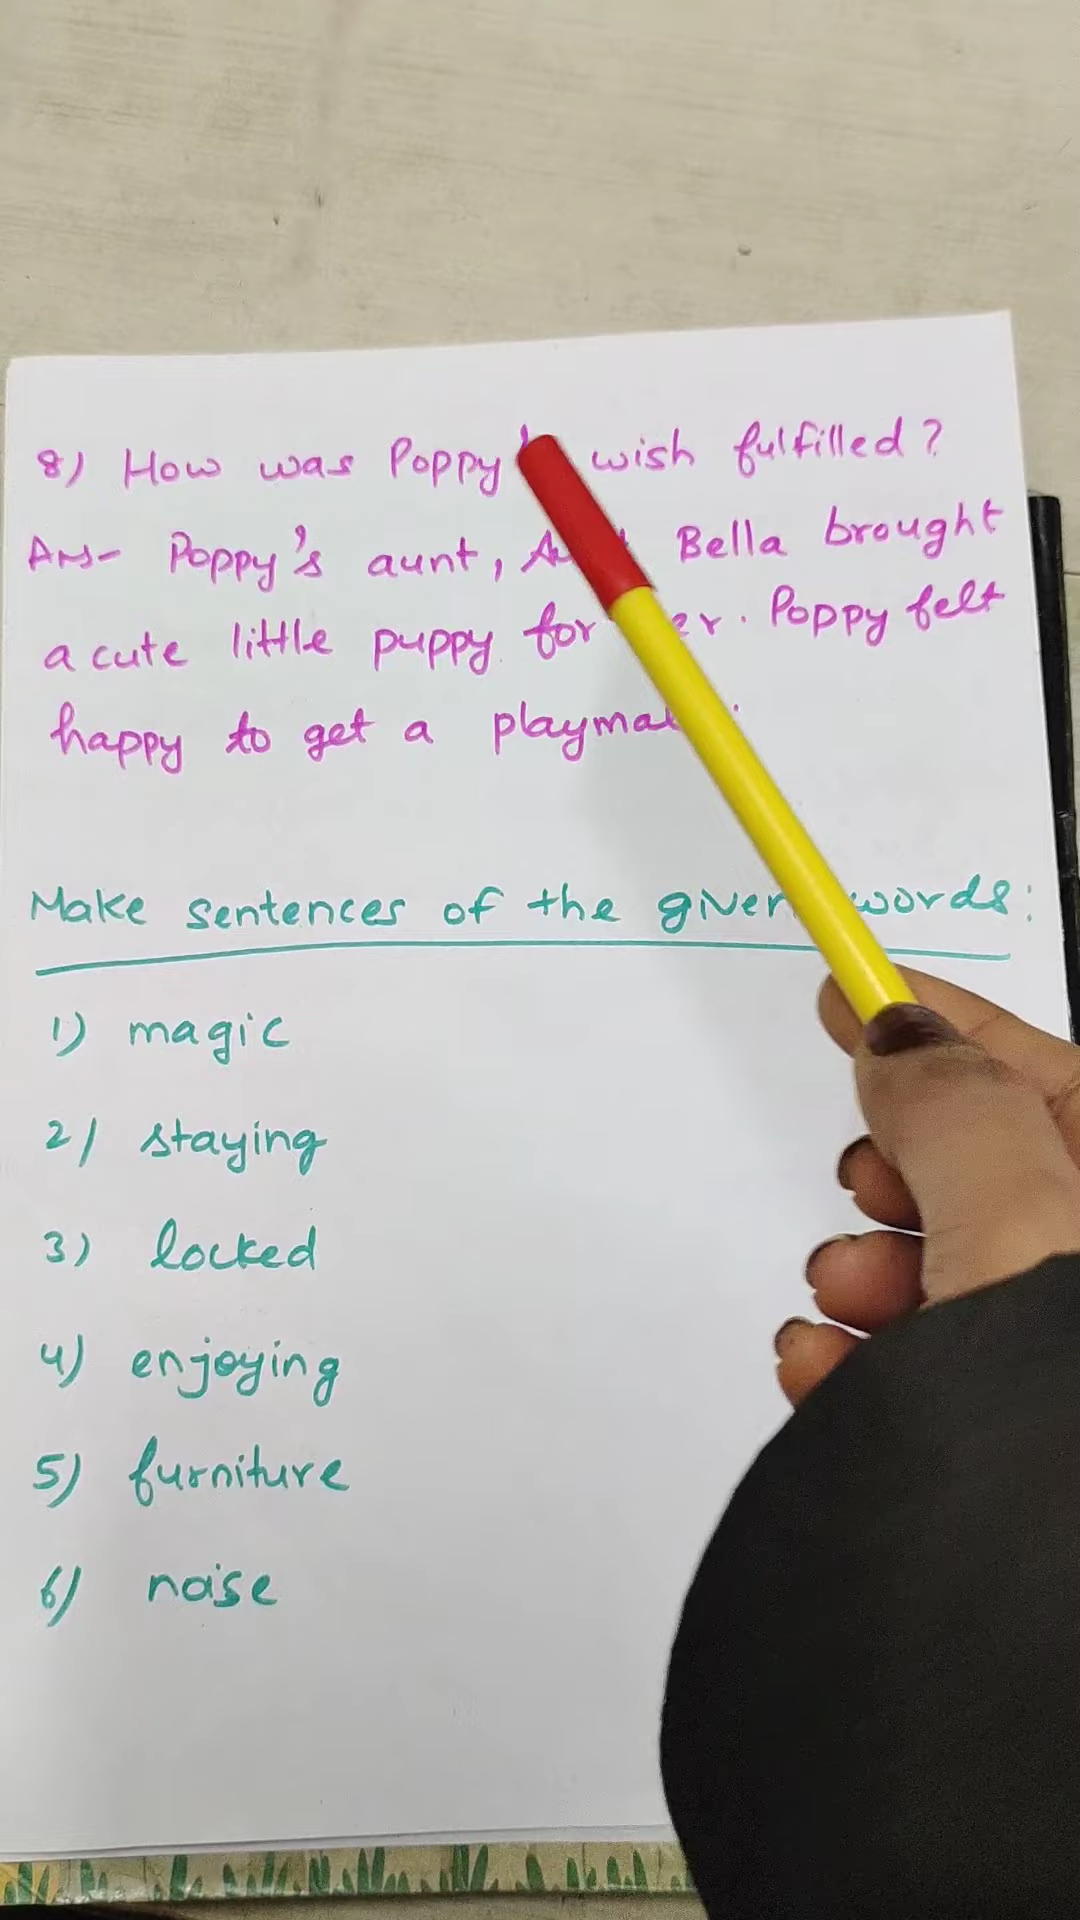 8) How was Poppy's wish fulfilled?
Ans- Poppy's aunt, Bella brought
a cute little puppy for her. Poppy felt
happy to get a
Make sentences of the given words:
1) magic
2) staying
3) locked
4) enjoying
5) furniture
6) noise